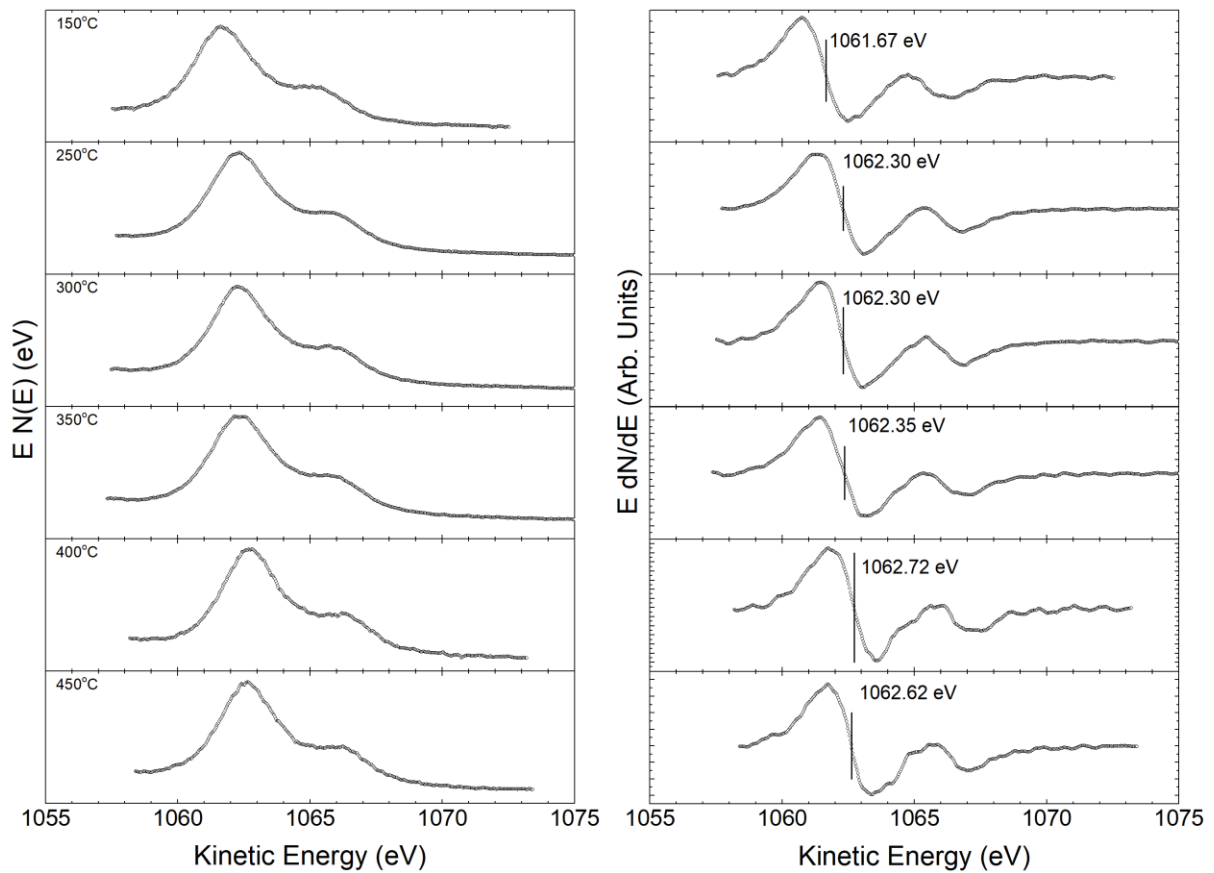 150°C
250°C
300°C
350°C
400°C
450°C
E N(E) (eV)
1055 1060 1065 1070 1075
Kinetic Energy (eV)
1061.67 eV
1062.30 eV
1062.30 eV
1062.35 eV
1062.72 eV
1062.62 eV
E dN/dE (Arb. Units)
1055 1060 1065 1070 1075
Kinetic Energy (eV)